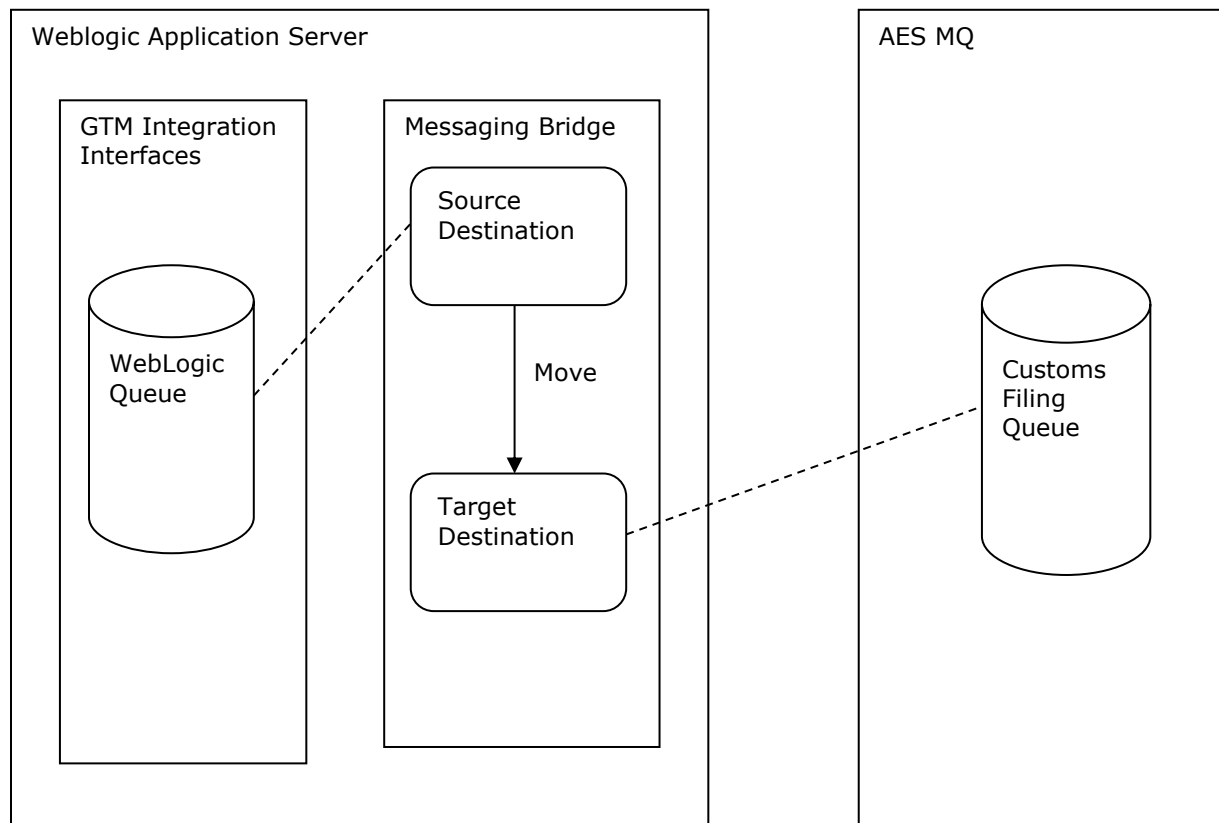 Weblogic Application Server
AES MQ
GTM Integration
Interfaces
Messaging Bridge
Source
Destination
WebLogic
Queue
Move
Customs
Filing
Queue
Target
Destination